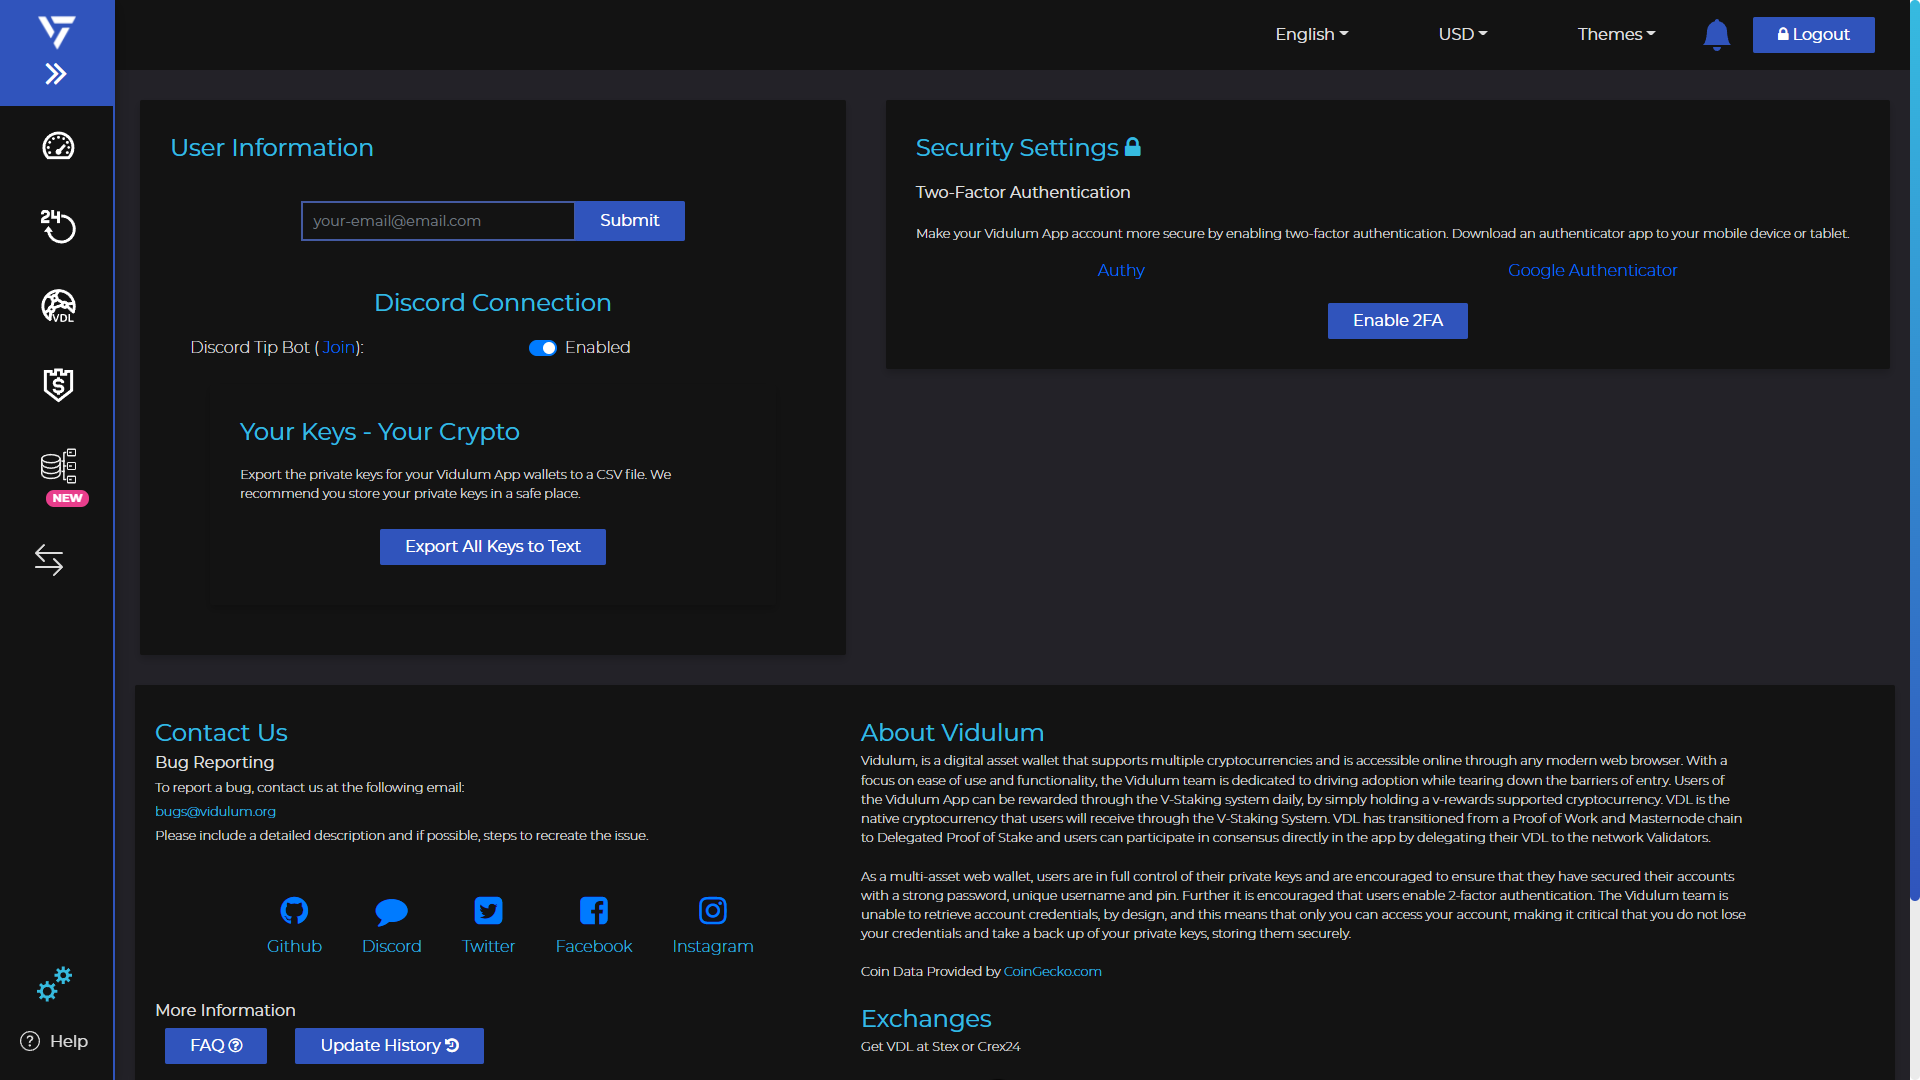 English
USD
Themes
Logout
24
VDL
$
NEW
Help
User Information
your-email@email.com
Submit
Discord Connection
Discord Tip Bot ( Join):
Enabled
Your Keys - Your Crypto
Export the private keys for your Vidulum App wallets to a CSV file. We
recommend you store your private keys in a safe place.
Export All Keys to Text
Security Settings
Two-Factor Authentication
Make your Vidulum App account more secure by enabling two-factor authentication. Download an authenticator app to your mobile device or tablet.
Authy
Google Authenticator
Enable 2FA
Contact Us
Bug Reporting
To report a bug, contact us at the following email:
bugs@vidulum.org
Please include a detailed description and if possible, steps to recreate the issue.
Github
Discord
Twitter
Facebook
Instagram
More Information
FAQ
Update History
About Vidulum
Vidulum, is a digital asset wallet that supports multiple cryptocurrencies and is accessible online through any modern web browser. With a
focus on ease of use and functionality, the Vidulum team is dedicated to driving adoption while tearing down the barriers of entry. Users of
the Vidulum App can be rewarded through the V-Staking system daily, by simply holding a v-rewards supported cryptocurrency. VDL is the
native cryptocurrency that users will receive through the V-Staking System. VDL has transitioned from a Proof of Work and Masternode chain
to Delegated Proof of Stake and users can participate in consensus directly in the app by delegating their VDL to the network Validators.
As a multi-asset web wallet, users are in full control of their private keys and are encouraged to ensure that they have secured their accounts
with a strong password, unique username and pin. Further it is encouraged that users enable 2-factor authentication. The Vidulum team is
unable to retrieve account credentials, by design, and this means that only you can access your account, making it critical that you do not lose
your credentials and take a back up of your private keys, storing them securely.
Coin Data Provided by CoinGecko.com
Exchanges
Get VDL at Stex or Crex24